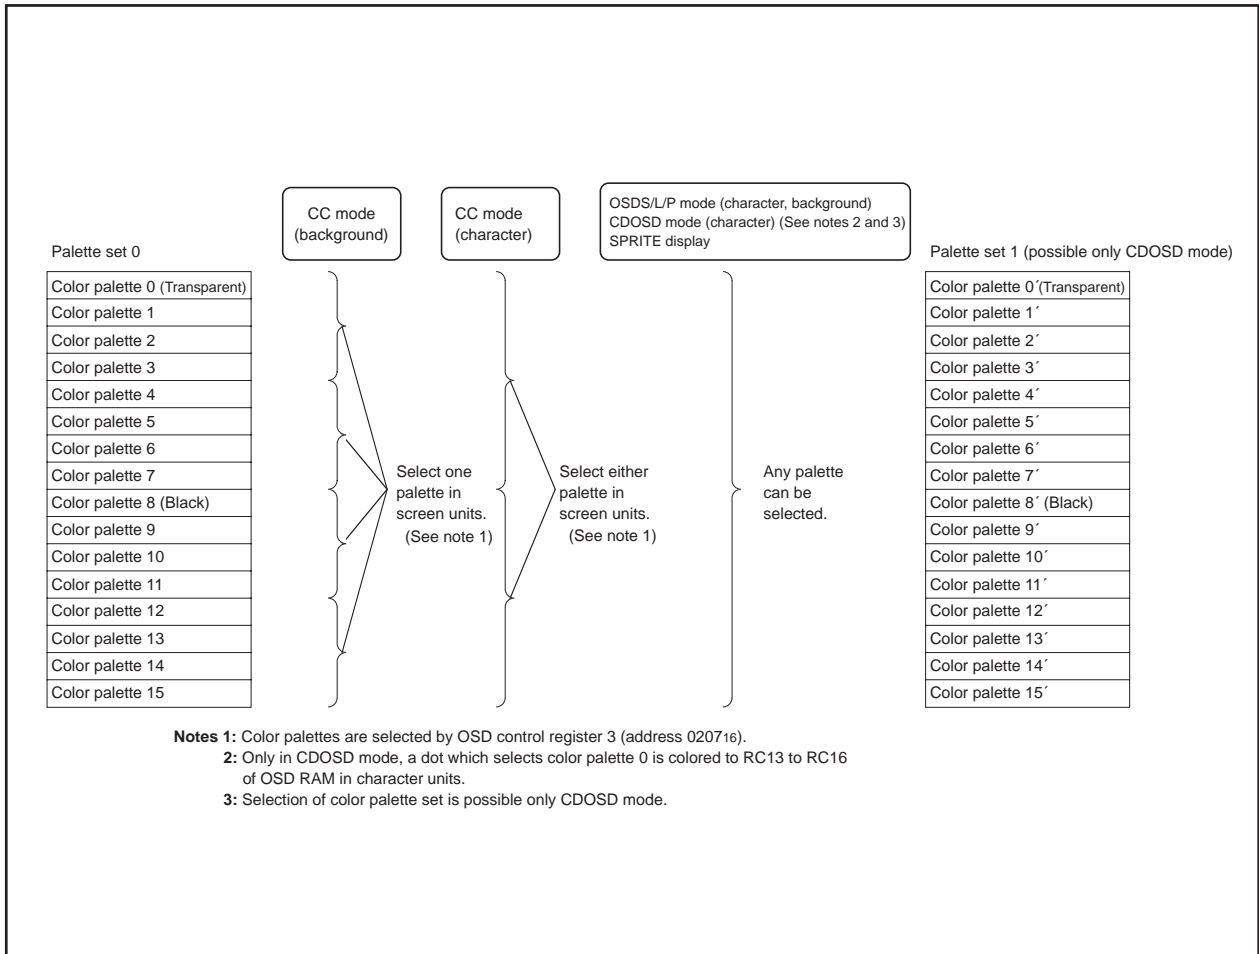 CC mode
(background)
CC mode
(character)
OSDS/L/P mode (character, background)
CDOSD mode (character) (See notes 2 and 3)
SPRITE display
Palette set 0
Palette set 1 (possible only CDOSD mode)
Color palette 0 (Transparent)
Color palette 1
Color palette 2
Color palette 3
Color palette 4
Color palette 5
Color palette 6
Color palette 7
Color palette 8 (Black)
Color palette 9
Color palette 10
Color palette 11
Color palette 12
Color palette 13
Color palette 14
Color palette 15
Select one
palette in
screen units.
(See note 1)
Select either
palette in
screen units.
(See note 1)
Any palette
can be
selected.
Color palette 0´(Transparent)
Color palette 1´
Color palette 2´
Color palette 3´
Color palette 4´
Color palette 5´
Color palette 6´
Color palette 7´
Color palette 8´ (Black)
Color palette 9´
Color palette 10´
Color palette 11´
Color palette 12´
Color palette 13´
Color palette 14´
Color palette 15´
Notes 1: Color palettes are selected by OSD control register 3 (address 020716).
2: Only in CDOSD mode, a dot which selects color palette 0 is colored to RC13 to RC16
of OSD RAM in character units.
3: Selection of color palette set is possible only CDOSD mode.